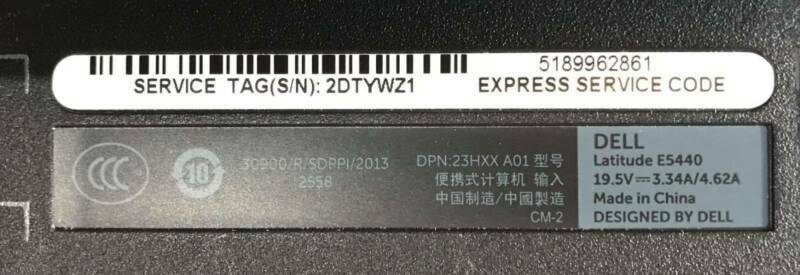 5189962861
SERVICE TAG(S/N): 2DTYWZ1 EXPRESS SERVICE CODE
CCC
10
30900/R/SDPPI/2013
2558
DPN:23HXX A01 型号
便携式计算机 输入
中国制造/中國製造
CM-2
DELL
Latitude E5440
19.5V⎓3.34A/4.62A
Made in China
DESIGNED BY DELL